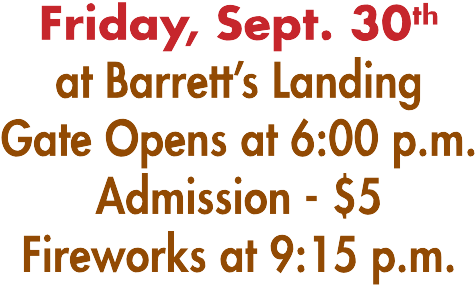 Friday, Sept. 30th
at Barrett's Landing
Gate Opens at 6:00 p.m.
Admission - $5
Fireworks at 9:15 p.m.